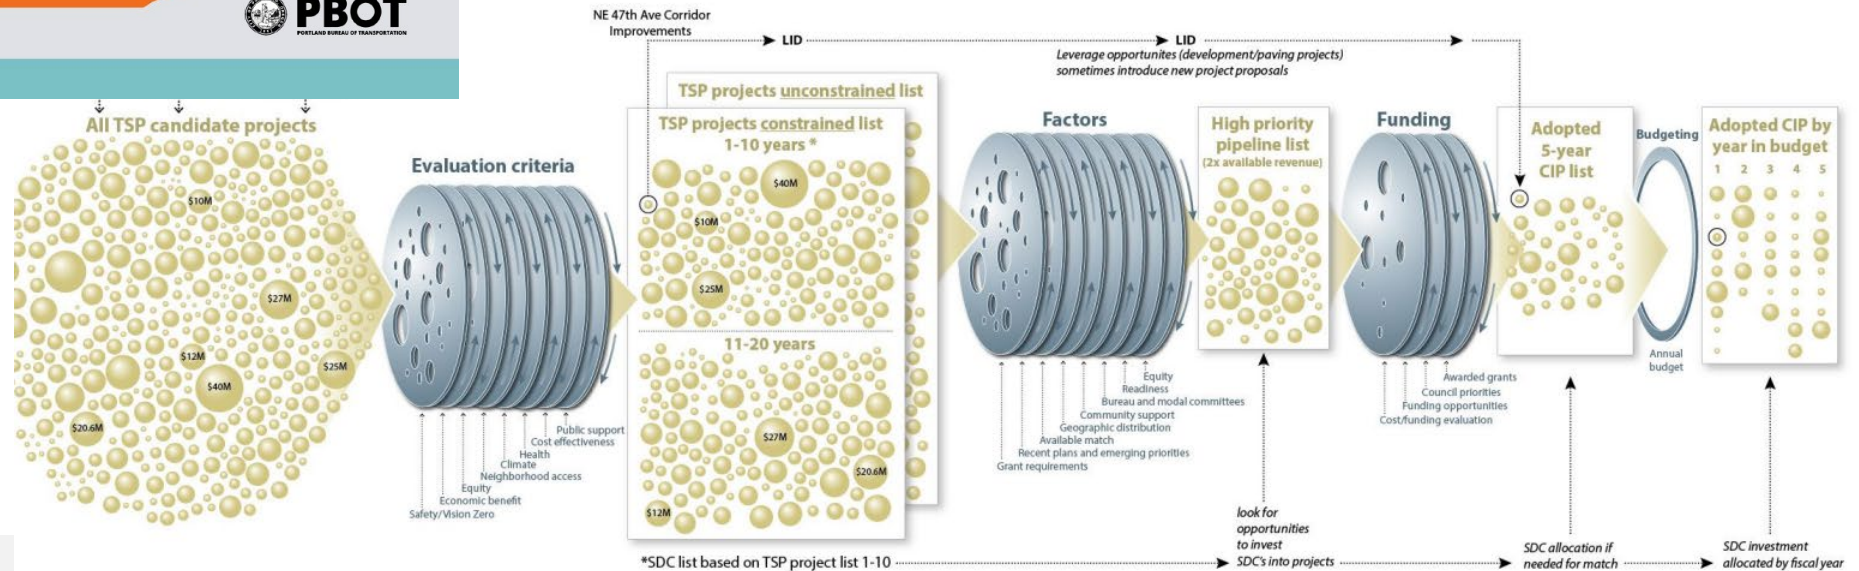 PBOT
PORTLAND BUREAU OF TRANSPORTATION
NE 47th Ave Corridor
Improvements
LID
LID
Leverage opportunites (development/paving projects)
sometimes introduce new project proposals
All TSP candidate projects
$10M
$27M
$12M
$40M
$25M
$20.6M
Evaluation criteria
Public support
Cost effectiveness
Health
Climate
Neighborhood access
Equity
Economic benefit
Safety/Vision Zero
TSP projects unconstrained list
TSP projects constrained list
1-10 years *
$40M
$10M
$25M
11-20 years
$27M
$20.6M
$12M
*SDC list based on TSP project list 1-10
Factors
Equity
Readiness
Bureau and modal committees
Community support
Geographic distribution
Available match
Recent plans and emerging priorities
Grant requirements
High priority
pipeline list
(2x available revenue)
look for
opportunities
to invest
SDC's into projects
Funding
Awarded grants
Council priorities
Funding opportunities
Cost/funding evaluation
Adopted
5-year
CIP list
SDC allocation if
needed for match
Budgeting
Annual
budget
Adopted CIP by
year in budget
1 2 3 4 5
SDC investment
allocated by fiscal year